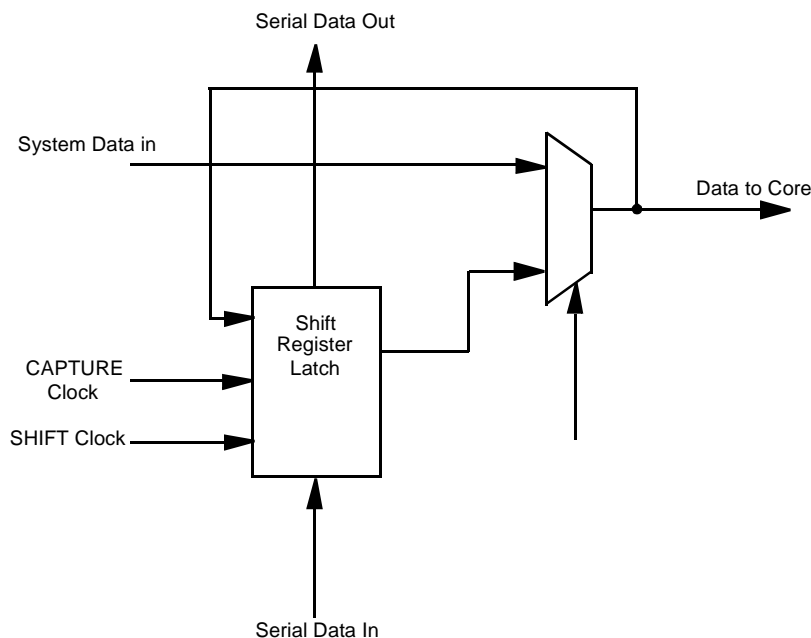 Serial Data Out
System Data in
Data to Core
Shift
Register
Latch
CAPTURE
Clock
SHIFT Clock
Serial Data In